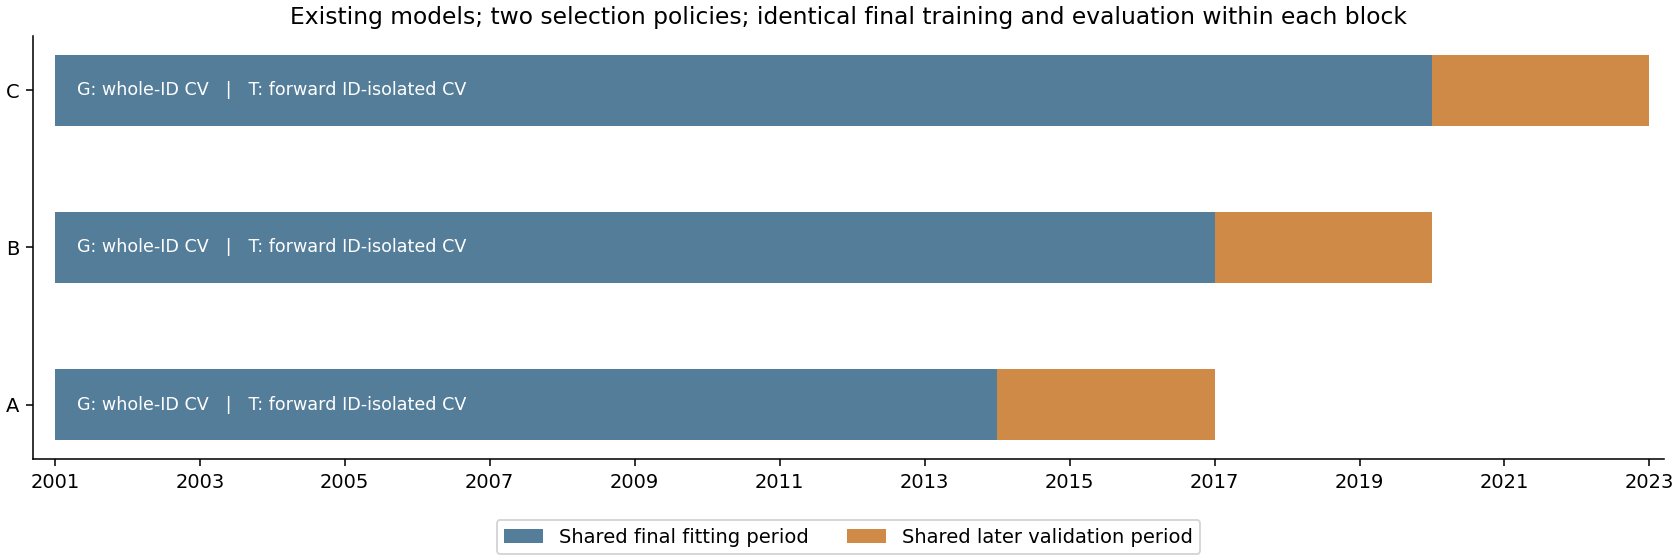 Existing models; two selection policies; identical final training and evaluation within each block
C
G: whole-ID CV | T: forward ID-isolated CV
B
G: whole-ID CV | T: forward ID-isolated CV
A
G: whole-ID CV | T: forward ID-isolated CV
2001 2003 2005 2007 2009 2011 2013 2015 2017 2019 2021 2023
Shared final fitting period Shared later validation period